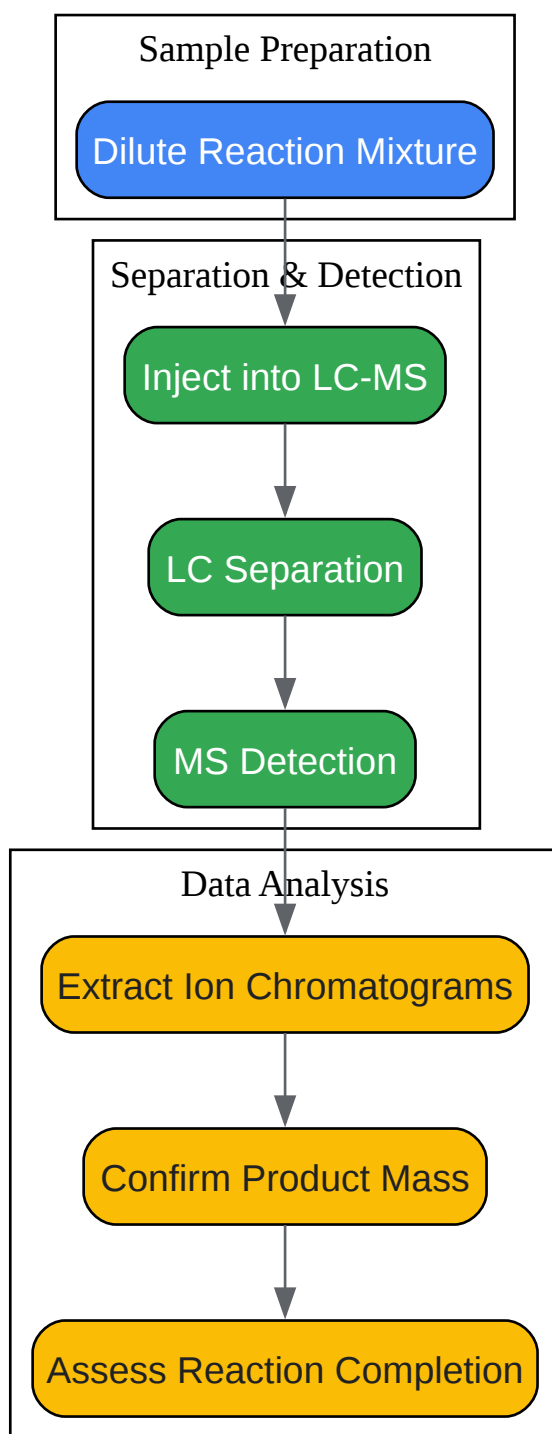 Sample Preparation
Dilute Reaction Mixture
Separation & Detection
Inject into LC-MS
LC Separation
MS Detection
Data Analysis
Extract Ion Chromatograms
Confirm Product Mass
Assess Reaction Completion